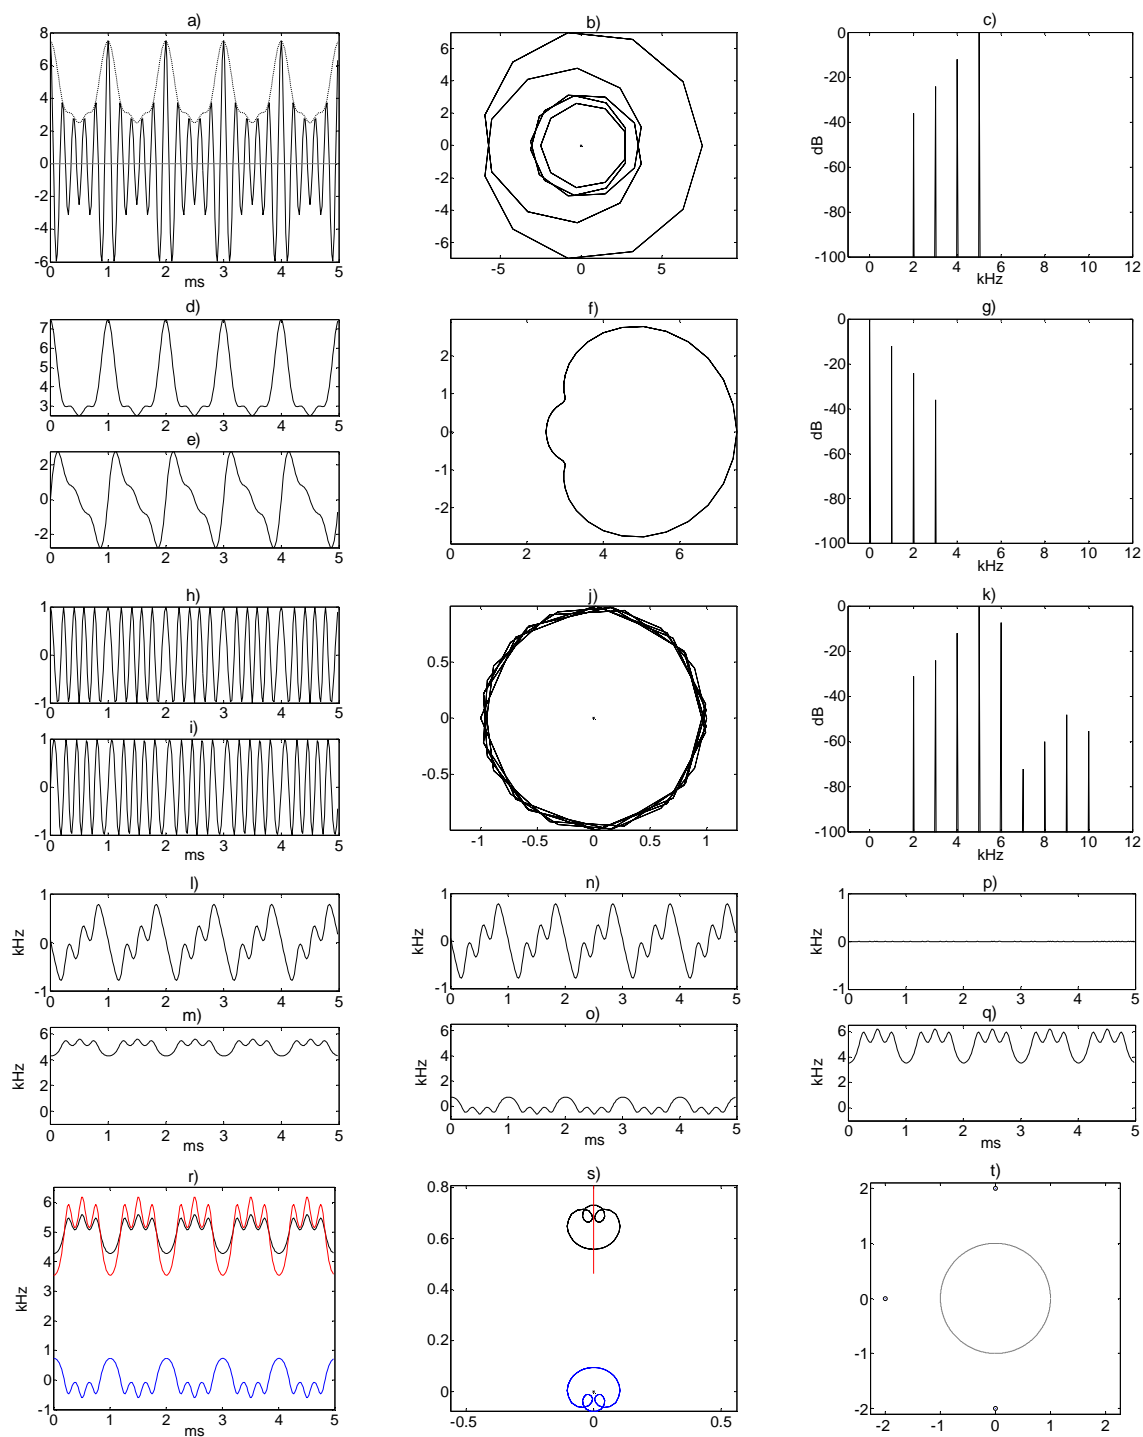 a)
8
6
4
2
0
-2
-4
-6
0 1 2 3 4 5
ms
b)
6
4
2
0
-2
-4
-6
-5 0 5
c)
0
-20
-40
-60
-80
-100
dB
0 2 4 6 8 10 12
kHz
d)
7
6
5
4
3
0 1 2 3 4 5
e)
2
0
-2
0 1 2 3 4 5
f)
2
1
0
-1
-2
0 2 4 6
g)
0
-20
-40
-60
-80
-100
dB
0 2 4 6 8 10 12
kHz
h)
1
0
-1
0 1 2 3 4 5
i)
1
0
-1
0 1 2 3 4 5
ms
j)
0.5
0
-0.5
-1 -0.5 0 0.5 1
k)
0
-20
-40
-60
-80
-100
dB
0 2 4 6 8 10 12
kHz
l)
1
0
-1
kHz
0 1 2 3 4 5
m)
6
4
2
0
kHz
0 1 2 3 4 5
ms
n)
1
0
-1
kHz
0 1 2 3 4 5
o)
6
4
2
0
kHz
0 1 2 3 4 5
ms
p)
1
0
-1
kHz
0 1 2 3 4 5
q)
6
4
2
0
kHz
0 1 2 3 4 5
ms
r)
6
5
4
3
2
1
0
-1
kHz
0 1 2 3 4 5
ms
s)
0.8
0.6
0.4
0.2
0
-0.5 0 0.5
t)
2
1
0
-1
-2
-2 -1 0 1 2